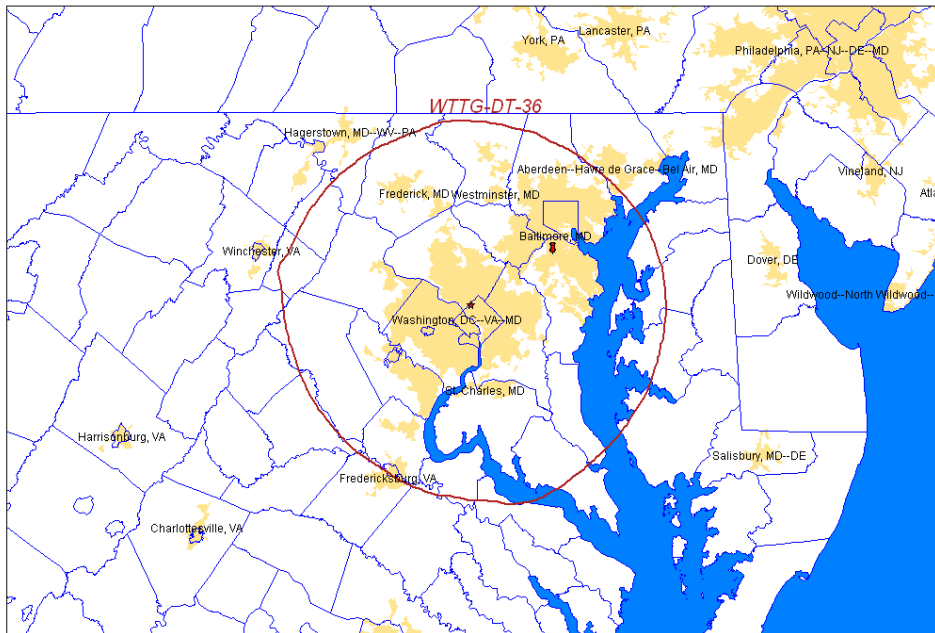 Lancaster, PA
York, PA
Philadelphia, PA--NJ--DE--MD
WTTG-DT-36
Hagerstown, MD--WV--PA
Aberdeen--Havre de Grace--Bel Air, MD
Vineland, NJ
Frederick, MD
Westminster, MD
Atla
Baltimore, MD
Winchester, VA
Dover, DE
Wildwood--North Wildwood--
Washington, DC--VA--MD
St. Charles, MD
Harrisonburg, VA
Salisbury, MD--DE
Fredericksburg, VA
Charlottesville, VA